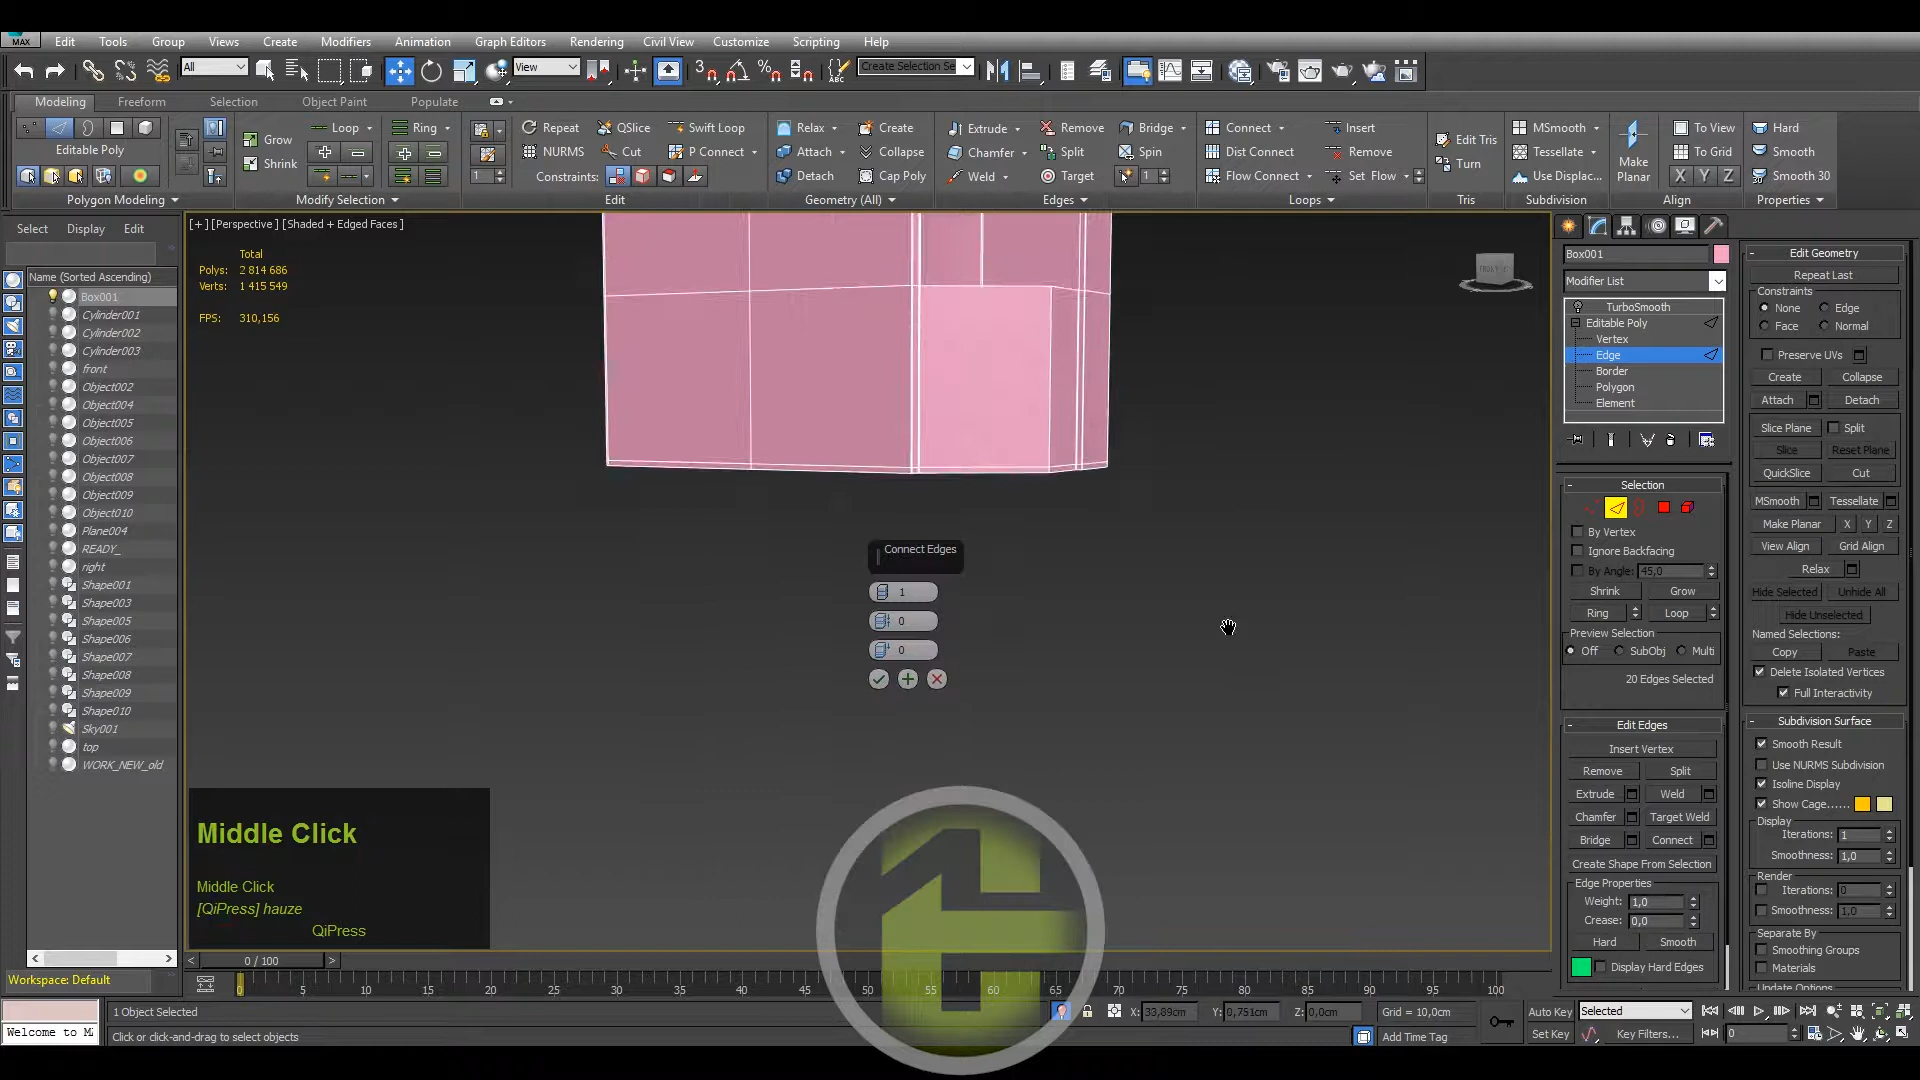 MAX
Edit Tools Group Views Create Modifiers Animation Graph Editors Rendering Civil View Customize Scripting Help
All View Create Selection Se
Modeling Freeform Selection Object Paint Populate
Grow Loop Ring Repeat QSlice Swift Loop Relax Create Extrude Remove Bridge Connect Insert MSmooth To View Hard
Edit Tris
Editable Poly Shrink NURMS Cut P Connect Attach Collapse Chamfer Split Spin Dist Connect Remove Tessellate Make Planar To Grid Smooth
Turn
1 Constraints: Detach Cap Poly Weld Target 1 Flow Connect Set Flow Use Displac... X Y Z Smooth 30
Polygon Modeling Modify Selection Edit Geometry (All) Edges Loops Tris Subdivision Align Properties
Select Display Edit
Name (Sorted Ascending)
Box001
Cylinder001
Cylinder002
Cylinder003
front
Object002
Object004
Object005
Object006
Object007
Object008
Object009
Object010
Plane004
READY_
right
Shape001
Shape003
Shape005
Shape006
Shape007
Shape008
Shape009
Shape010
Sky001
top
WORK_NEW_old
Workspace: Default
[+] [Perspective] [Shaded + Edged Faces]
Total
Polys: 2 814 686
Verts: 1 415 549
FPS: 310,156
Connect Edges
1
0
0
Middle Click
Middle Click
[QiPress] hauze
QiPress
Box001
Modifier List
TurboSmooth
Editable Poly
Vertex
Edge
Border
Polygon
Element
Selection
By Vertex
Ignore Backfacing
By Angle: 45,0
Shrink Grow
Ring Loop
Preview Selection
Off SubObj Multi
20 Edges Selected
Edit Edges
Insert Vertex
Remove Split
Extrude Weld
Chamfer Target Weld
Bridge Connect
Create Shape From Selection
Edge Properties
Weight: 1,0
Crease: 0,0
Hard Smooth
Display Hard Edges
Edit Geometry
Repeat Last
Constraints
None Edge
Face Normal
Preserve UVs
Create Collapse
Attach Detach
Slice Plane Split
Slice Reset Plane
QuickSlice Cut
MSmooth Tessellate
Make Planar X Y Z
View Align Grid Align
Relax
Hide Selected Unhide All
Hide Unselected
Named Selections:
Copy Paste
Delete Isolated Vertices
Full Interactivity
Subdivision Surface
Smooth Result
Use NURMS Subdivision
Isoline Display
Show Cage......
Display
Iterations: 1
Smoothness: 1,0
Render
Iterations: 0
Smoothness: 1,0
Separate By
Smoothing Groups
Materials
Update Options
0 / 100
0 5 10 15 20 25 30 35 40 45 50 55 60 65 70 75 80 85 90 95 100
1 Object Selected X: 33,89cm Y: 0,751cm Z: 0,0cm Grid = 10,0cm Auto Key Selected
Welcome to Click or click-and-drag to select objects Add Time Tag Set Key Key Filters... 0